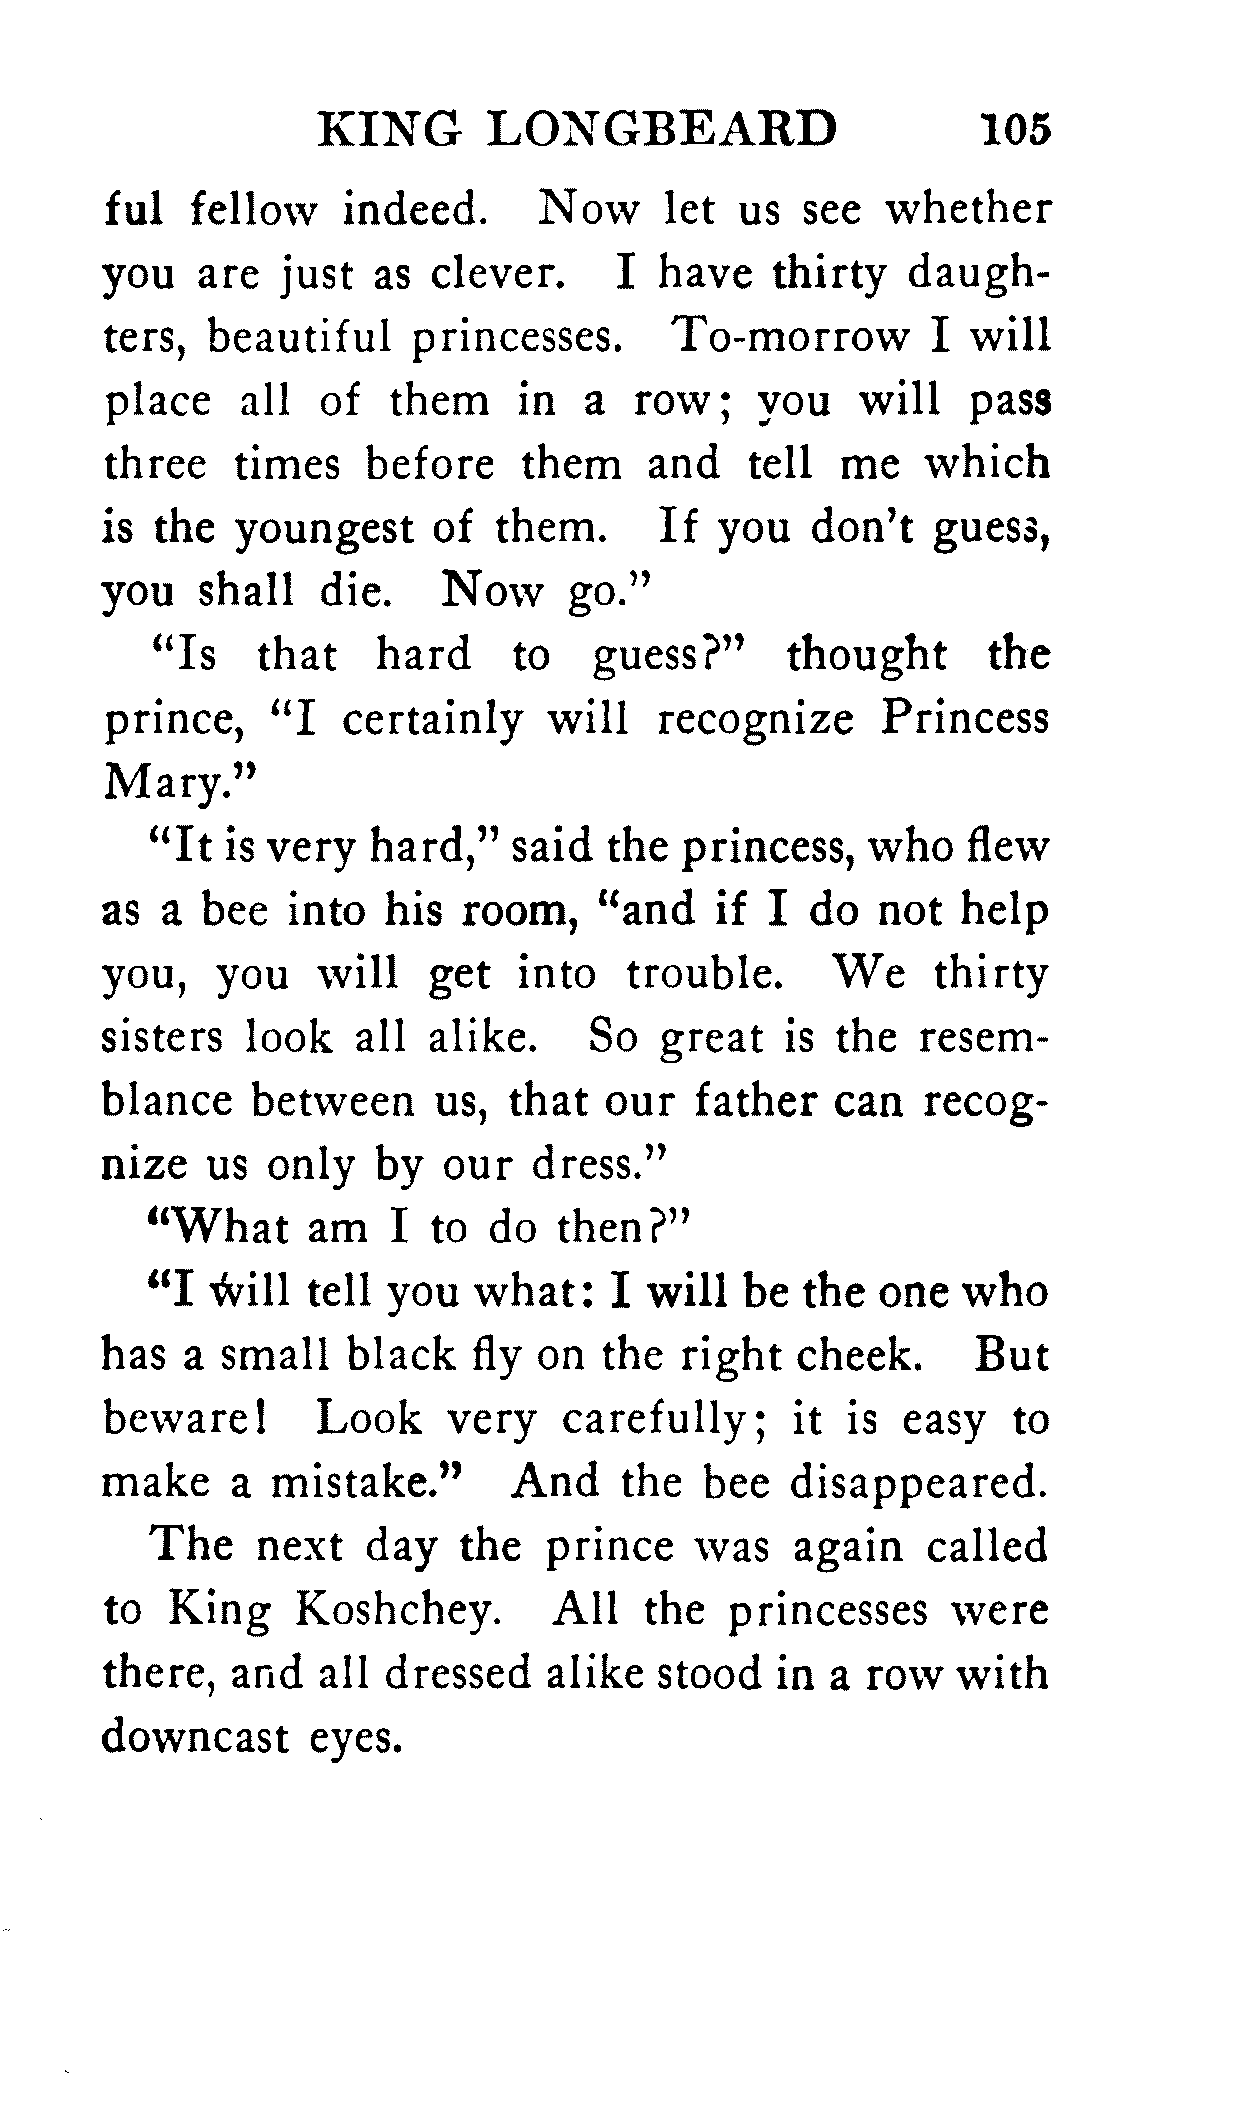 KING LONGBEARD 105
ful fellow indeed. Now let us see whether
you are just as clever. I have thirty daugh-
ters, beautiful princesses. To-morrow I will
place all of them in a row; you will pass
three times before them and tell me which
is the youngest of them. If you don't guess,
you shall die. Now go."
"Is that hard to guess?" thought the
prince, "I certainly will recognize Princess
Mary."
"It is very hard," said the princess, who flew
as a bee into his room, "and if I do not help
you, you will get into trouble. We thirty
sisters look all alike. So great is the resem-
blance between us, that our father can recog-
nize us only by our dress."
"What am I to do then?"
"I will tell you what: I will be the one who
has a small black fly on the right cheek. But
beware! Look very carefully; it is easy to
make a mistake." And the bee disappeared.
The next day the prince was again called
to King Koshchey. All the princesses were
there, and all dressed alike stood in a row with
downcast eyes.